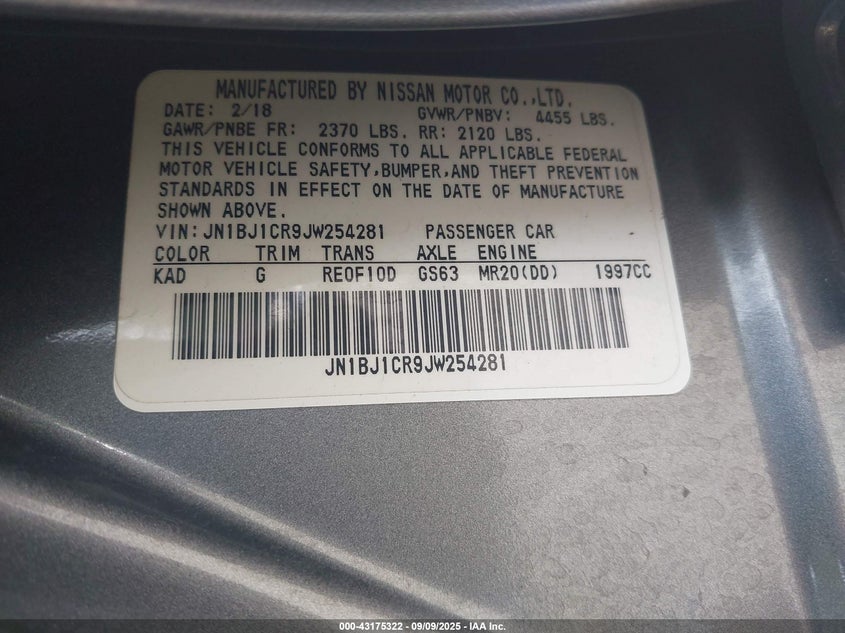 MANUFACTURED BY NISSAN MOTOR CO.,LTD.
DATE: 2/18 GVWR/PNBV: 4455 LBS.
GAWR/PNBE FR: 2370 LBS. RR: 2120 LBS.
THIS VEHICLE CONFORMS TO ALL APPLICABLE FEDERAL
MOTOR VEHICLE SAFETY,BUMPER,AND THEFT PREVENTION
STANDARDS IN EFFECT ON THE DATE OF MANUFACTURE
SHOWN ABOVE.
VIN:JN1BJ1CR9JW254281 PASSENGER CAR
COLOR TRIM TRANS AXLE ENGINE
KAD G RE0F10D GS63 MR20(DD) 1997CC
JN1BJ1CR9JW254281
000-43175322 - 09/09/2025 - IAA Inc.